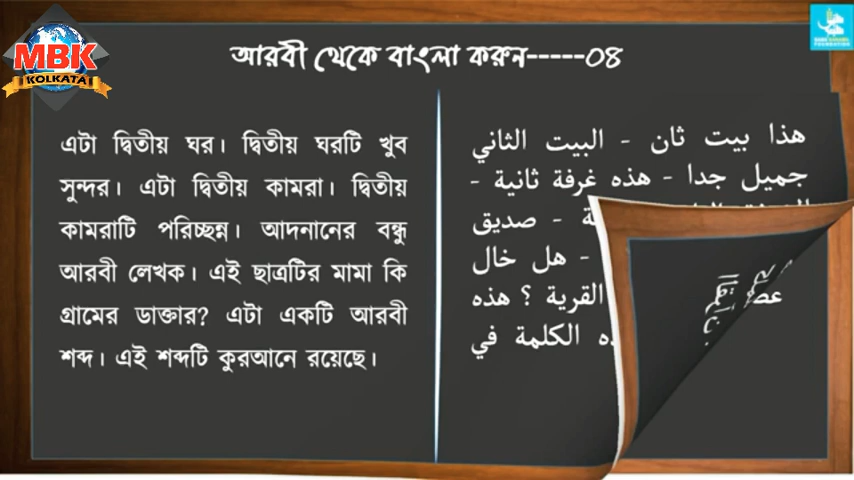 MBK
KOLKATA
আরবী থেকে বাংলা করুন-----08
FOUNDATION
এটা দ্বিতীয় ঘর। দ্বিতীয় ঘরটি খুব
সুন্দর। এটা দ্বিতীয় কামরা। দ্বিতীয়
কামরাটি পরিচ্ছন্ন। আদনানের বন্ধু
আরবী লেখক। এই ছাত্রটির মামা কি
গ্রামের ডাক্তার? এটা একটি আরবী
শব্দ। এই শব্দটি কুরআনে রয়েছে।
هذا بيت ثان - البيت الثاني
جميل جدا - هذه غرفة ثانية -
- صديق
- هل خال
القرية ؟ هذه
الكلمة في